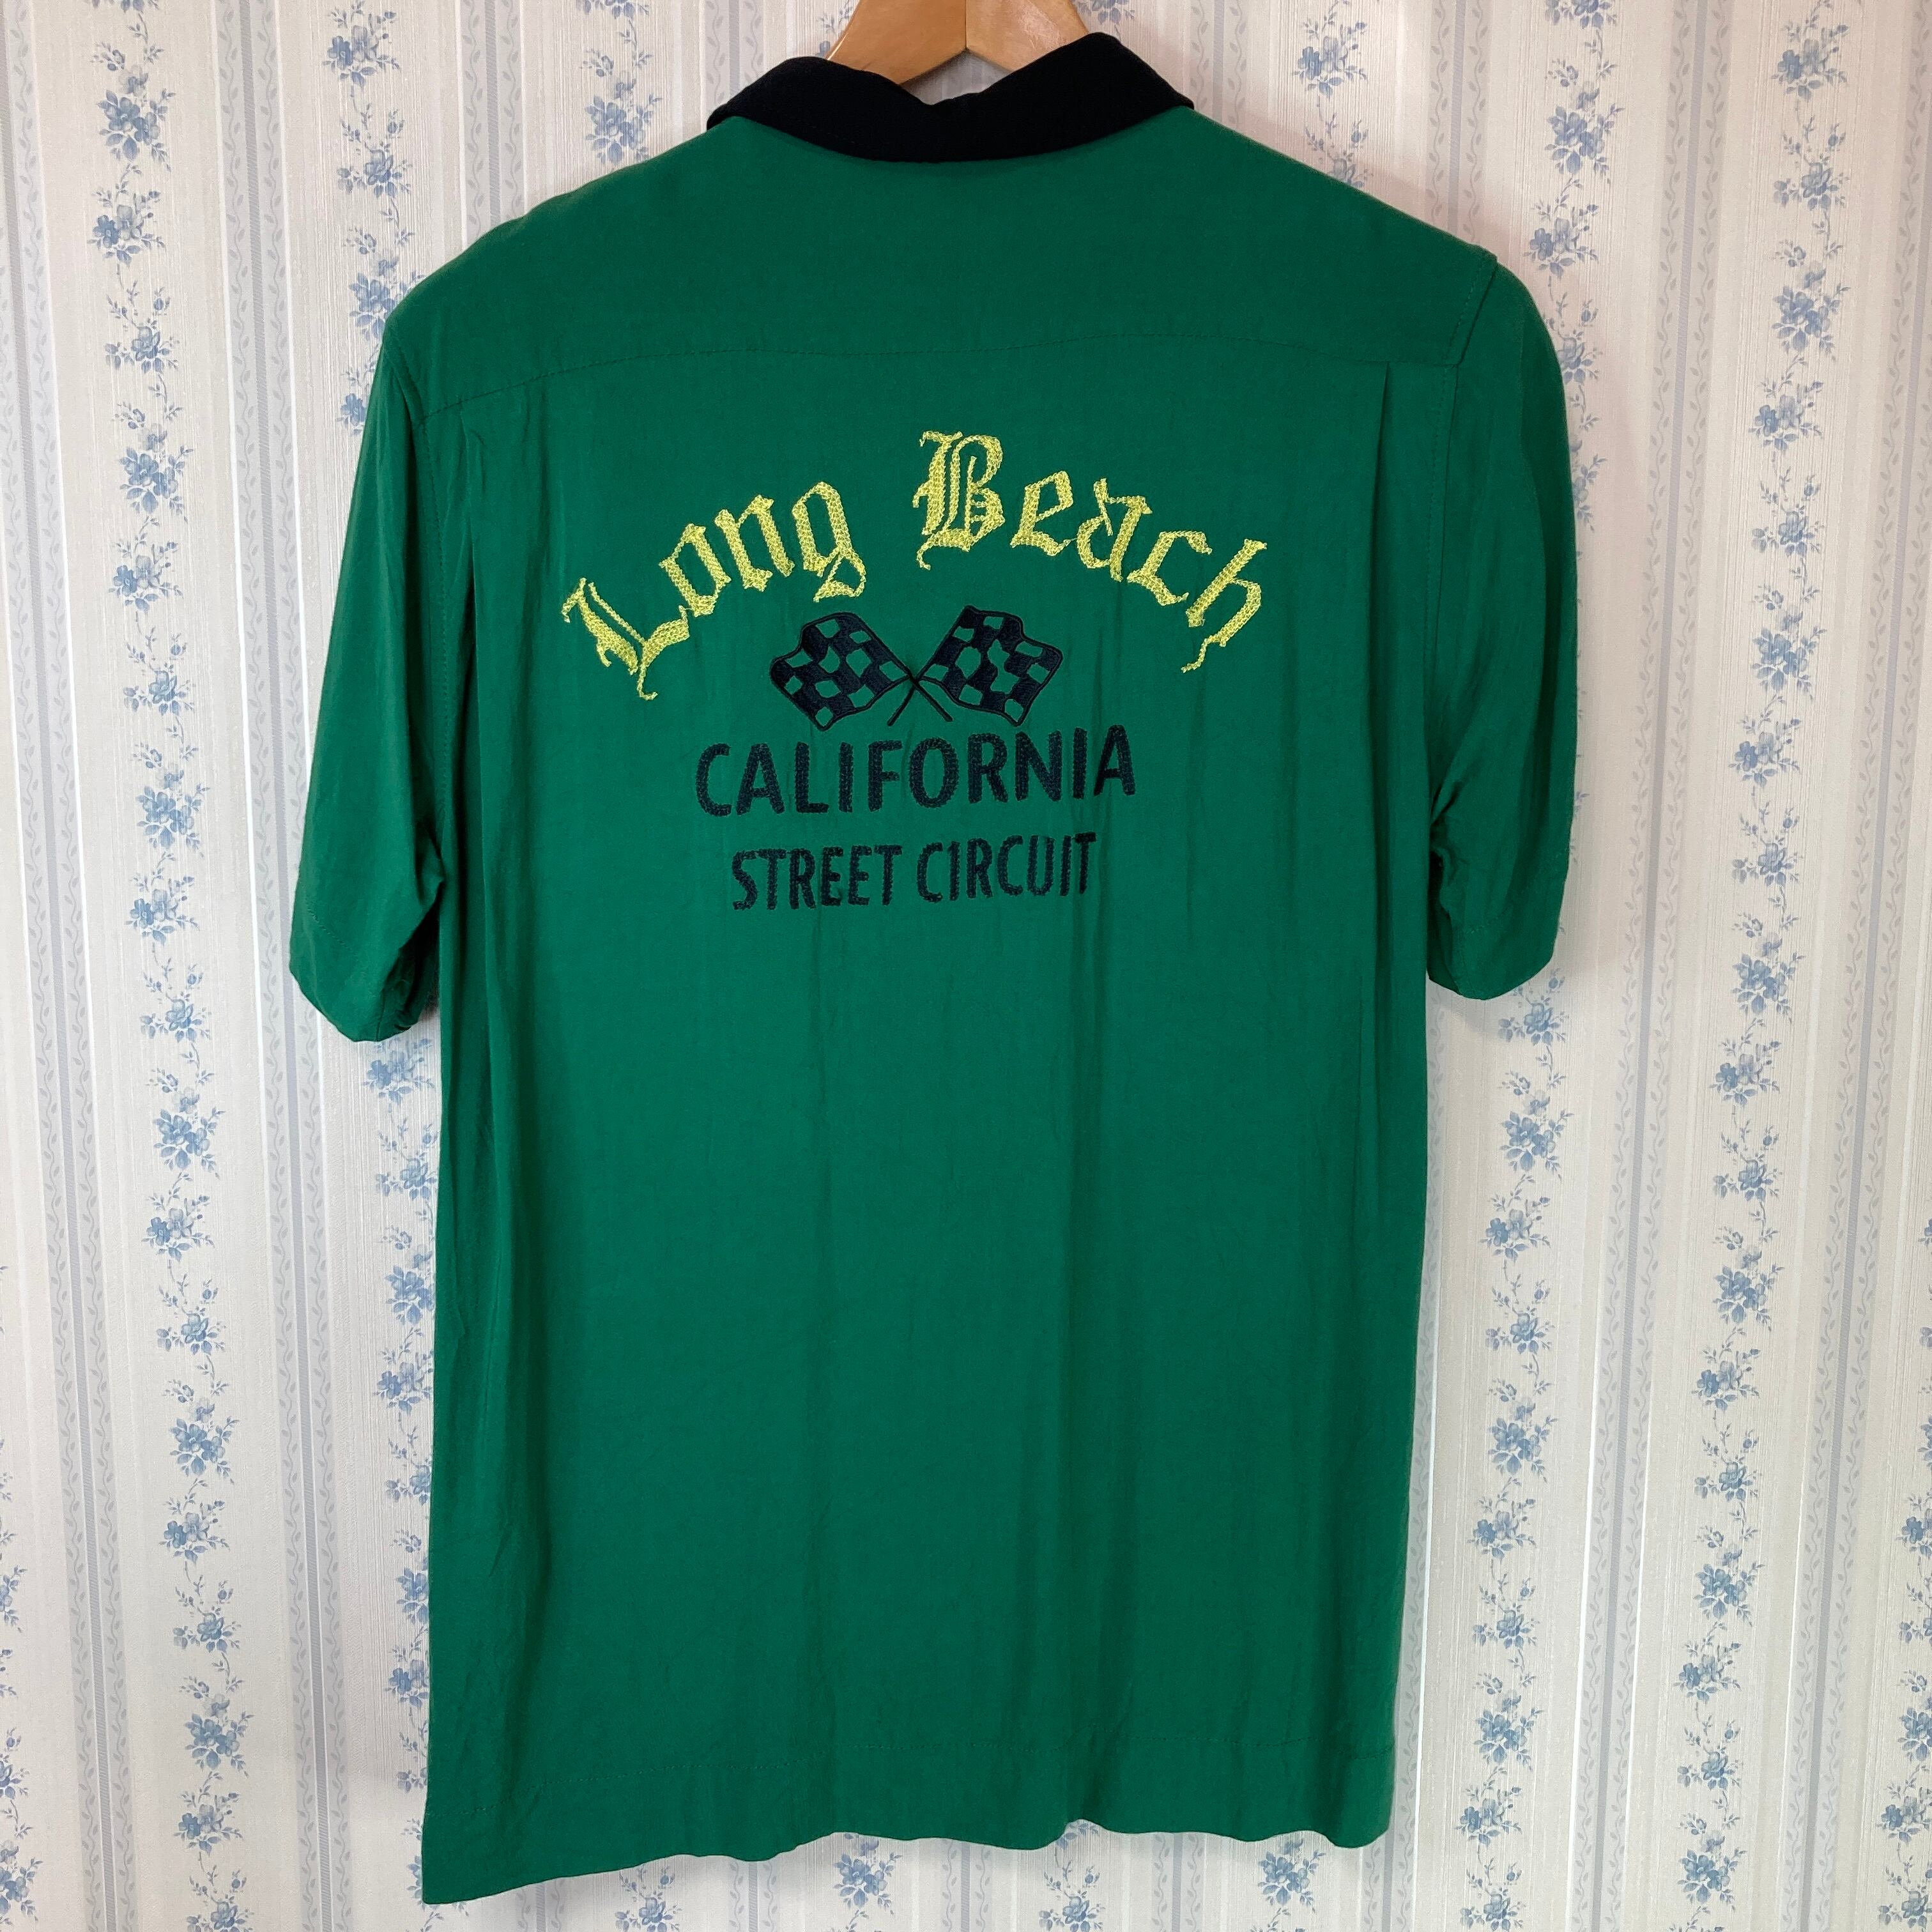 Long Beach
CALIFORNIA
STREET CIRCUIT